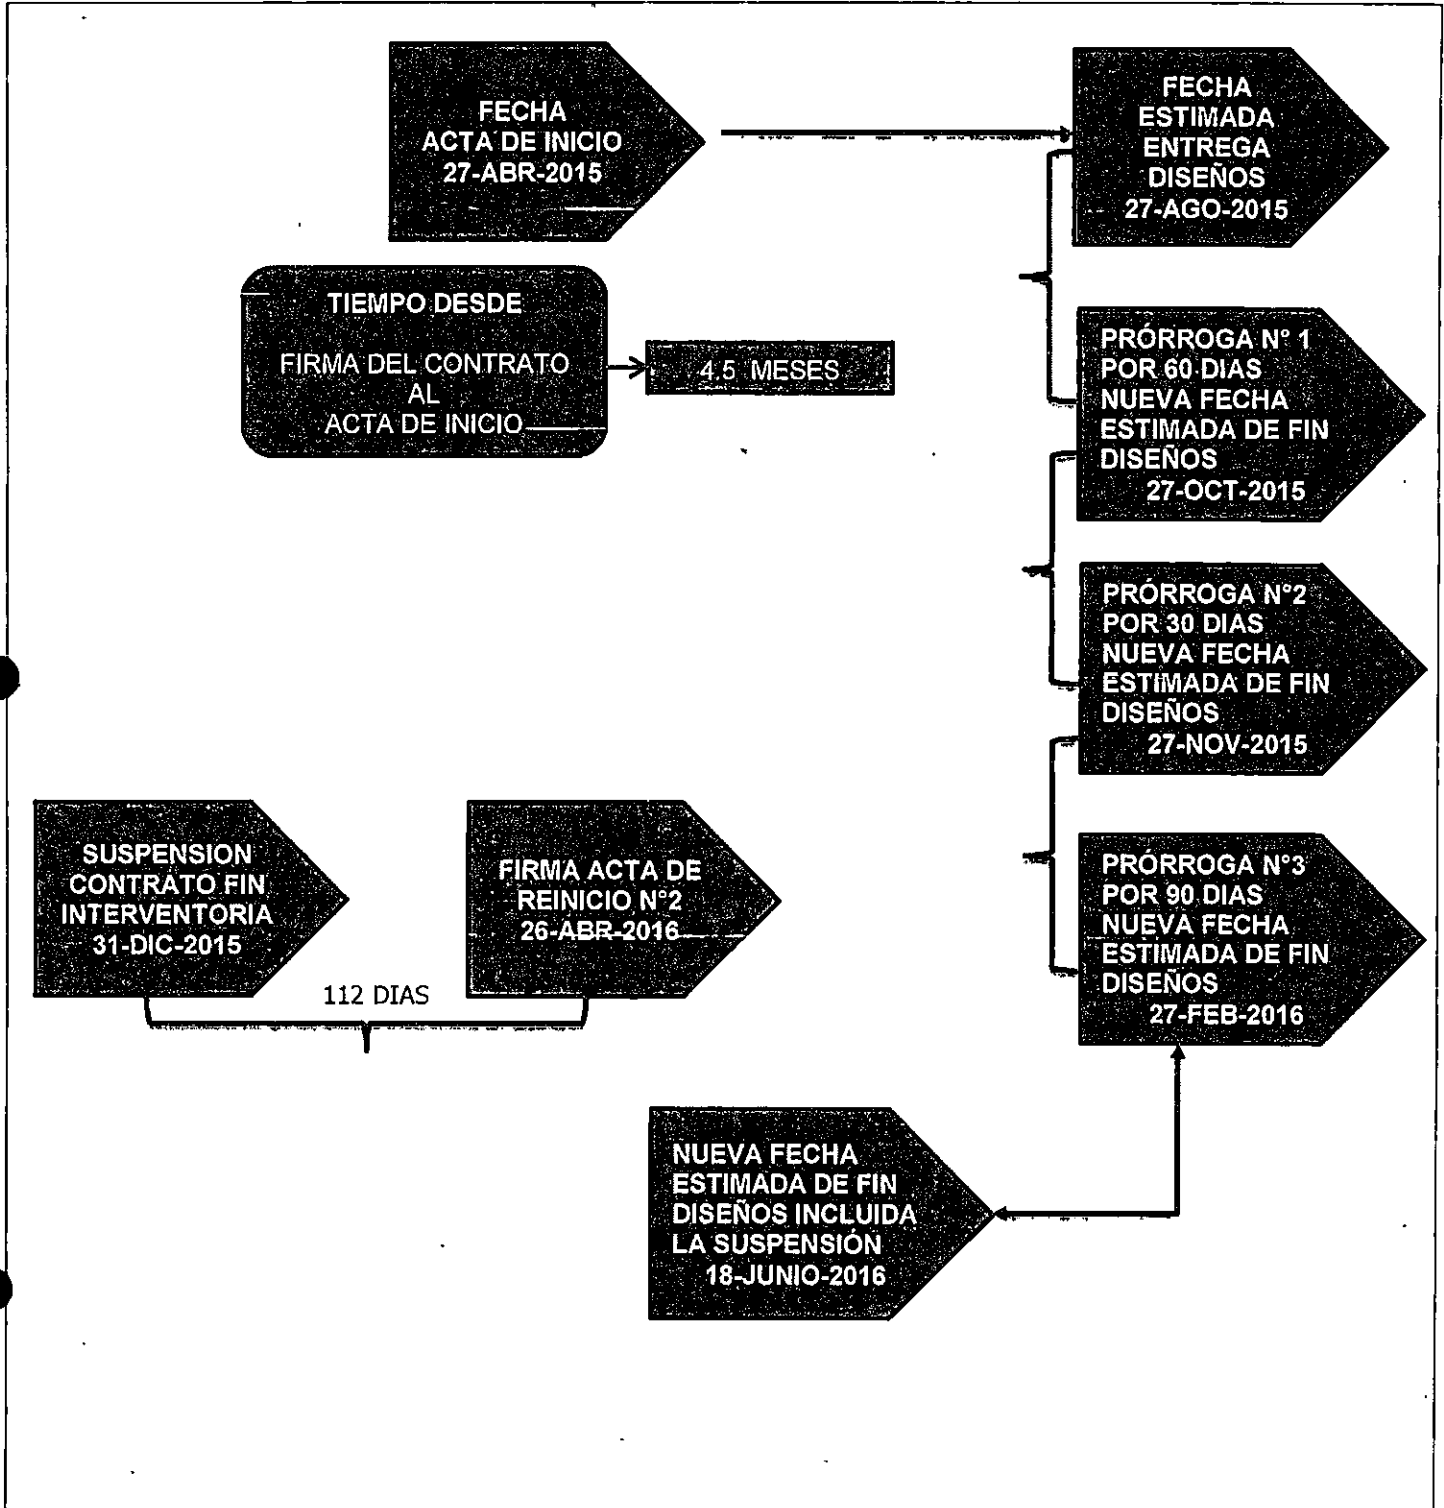 FECHA
ACTA DE INICIO
27-ABR-2015
FECHA
ESTIMADA
ENTREGA
DISEÑOS
27-AGO-2015
TIEMPO DESDE
FIRMA DEL CONTRATO
AL
ACTA DE INICIO
4.5 MESES
PRÓRROGA N° 1
POR 60 DIAS
NUEVA FECHA
ESTIMADA DE FIN
DISEÑOS
27-OCT-2015
PRÓRROGA N°2
POR 30 DIAS
NUEVA FECHA
ESTIMADA DE FIN
DISEÑOS
27-NOV-2015
SUSPENSION
CONTRATO FIN
INTERVENTORIA
31-DIC-2015
FIRMA ACTA DE
REINICIO N°2
26-ABR-2016
112 DIAS
PRÓRROGA N°3
POR 90 DIAS
NUEVA FECHA
ESTIMADA DE FIN
DISEÑOS
27-FEB-2016
NUEVA FECHA
ESTIMADA DE FIN
DISEÑOS INCLUIDA
LA SUSPENSIÓN
18-JUNIO-2016